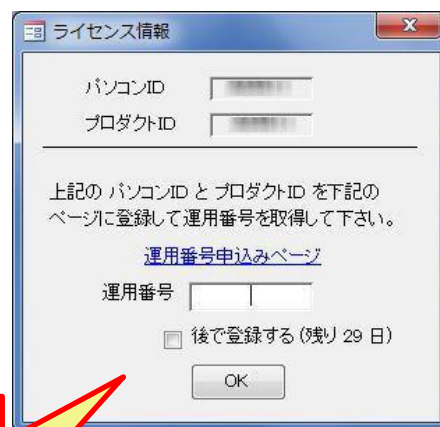 ライセンス情報
パソコンID
プロダクトID
上記の パソコンID と プロダクトID を下記の
ページに登録して運用番号を取得して下さい。
運用番号申込みページ
運用番号
後で登録する (残り 29 日)
OK